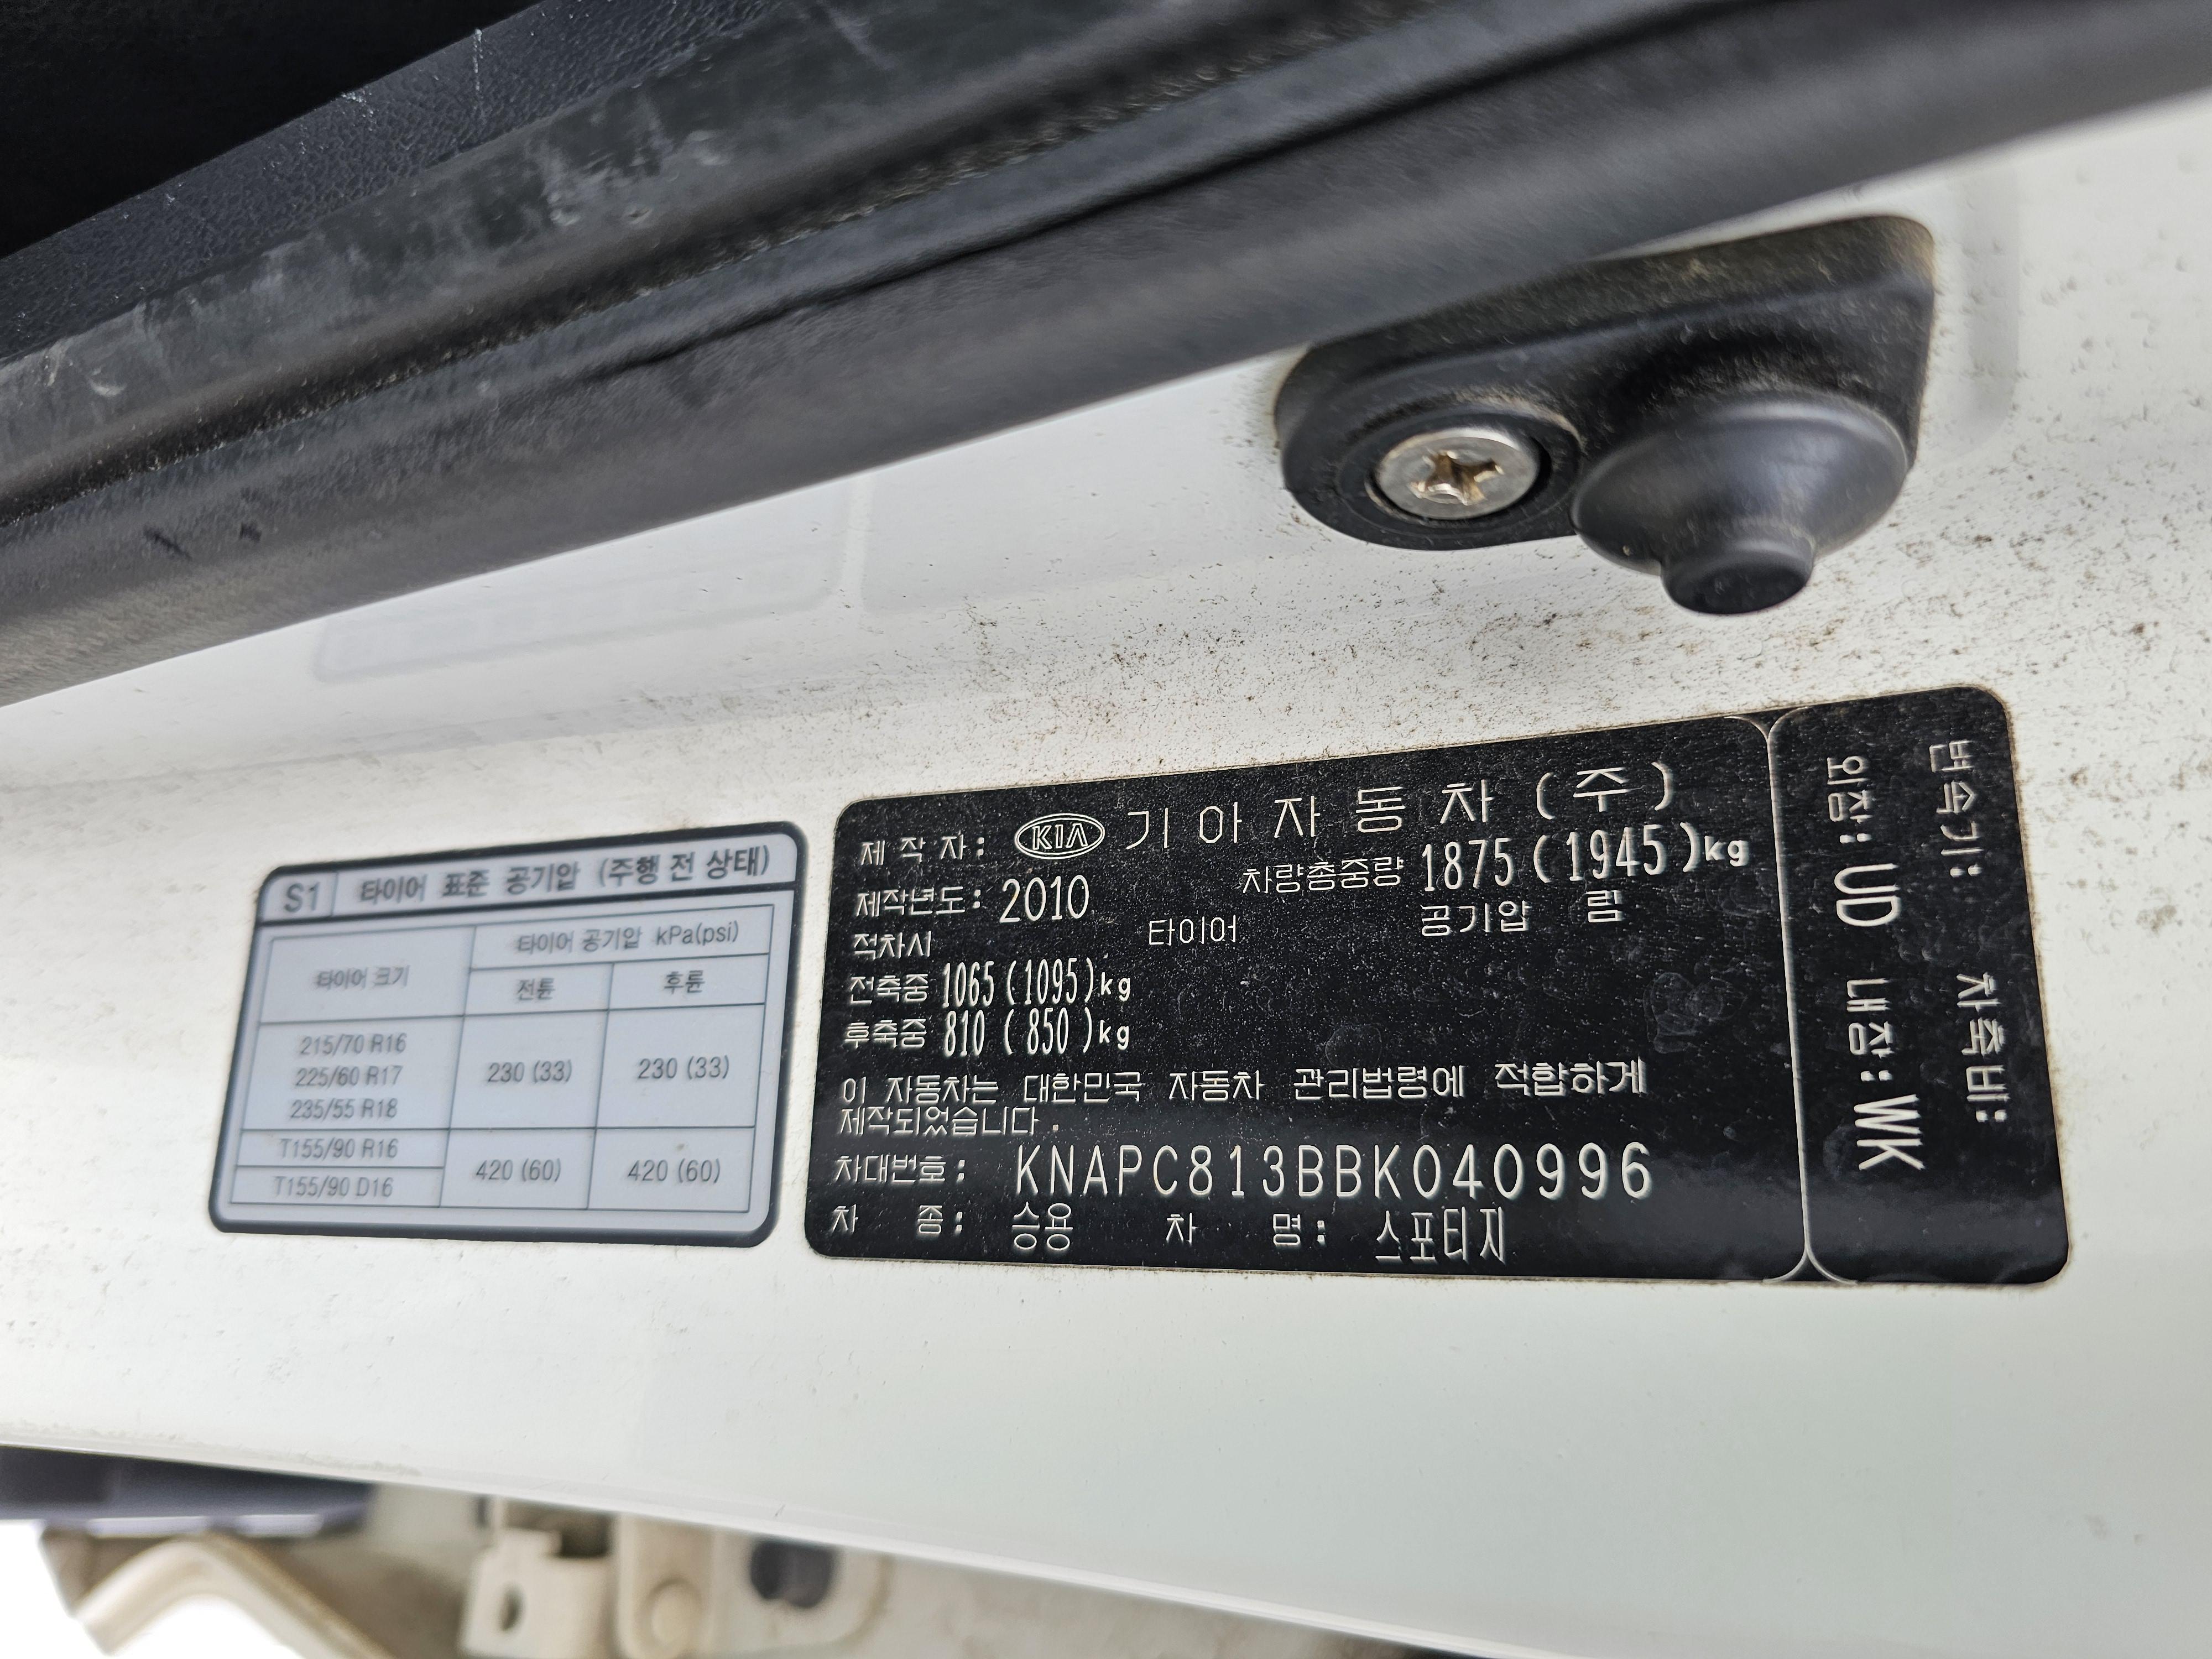 S1 타이어 표준 공기압 (주행 전 상태)
타이어 크기 타이어 공기압 kPa(psi)
전륜 후륜
215/70 R16
225/60 R17
235/55 R18
230 (33) 230 (33)
T155/90 R16
T155/90 D16
420 (60) 420 (60)
제작자: KIA 기아자동차(주)
제작년도: 2010 차량총중량 1875(1945)kg
적차시 타이어 공기압 림
전축중 1065(1095)kg
후축중 810 (850)kg
이 자동차는 대한민국 자동차 관리법령에 적합하게
제작되었습니다.
차대번호: KNAPC813BBK040996
차 종: 승용 차 명: 스포티지
변속기: 차축비:
외장: UD 내장: WK